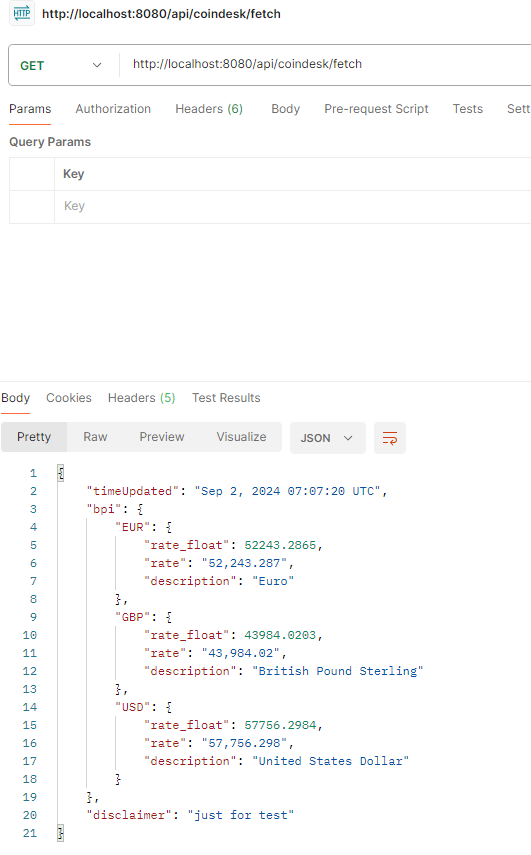 HTTP http://localhost:8080/api/coindesk/fetch
GET http://localhost:8080/api/coindesk/fetch
Params Authorization Headers (6) Body Pre-request Script Tests Sett
Query Params
Key
Key
Body Cookies Headers (5) Test Results
Pretty Raw Preview Visualize JSON
1 {
2 "timeUpdated": "Sep 2, 2024 07:07:20 UTC",
3 "bpi": {
4 "EUR": {
5 "rate_float": 52243.2865,
6 "rate": "52,243.287",
7 "description": "Euro"
8 },
9 "GBP": {
10 "rate_float": 43984.0203,
11 "rate": "43,984.02",
12 "description": "British Pound Sterling"
13 },
14 "USD": {
15 "rate_float": 57756.2984,
16 "rate": "57,756.298",
17 "description": "United States Dollar"
18 }
19 },
20 "disclaimer": "just for test"
21 }